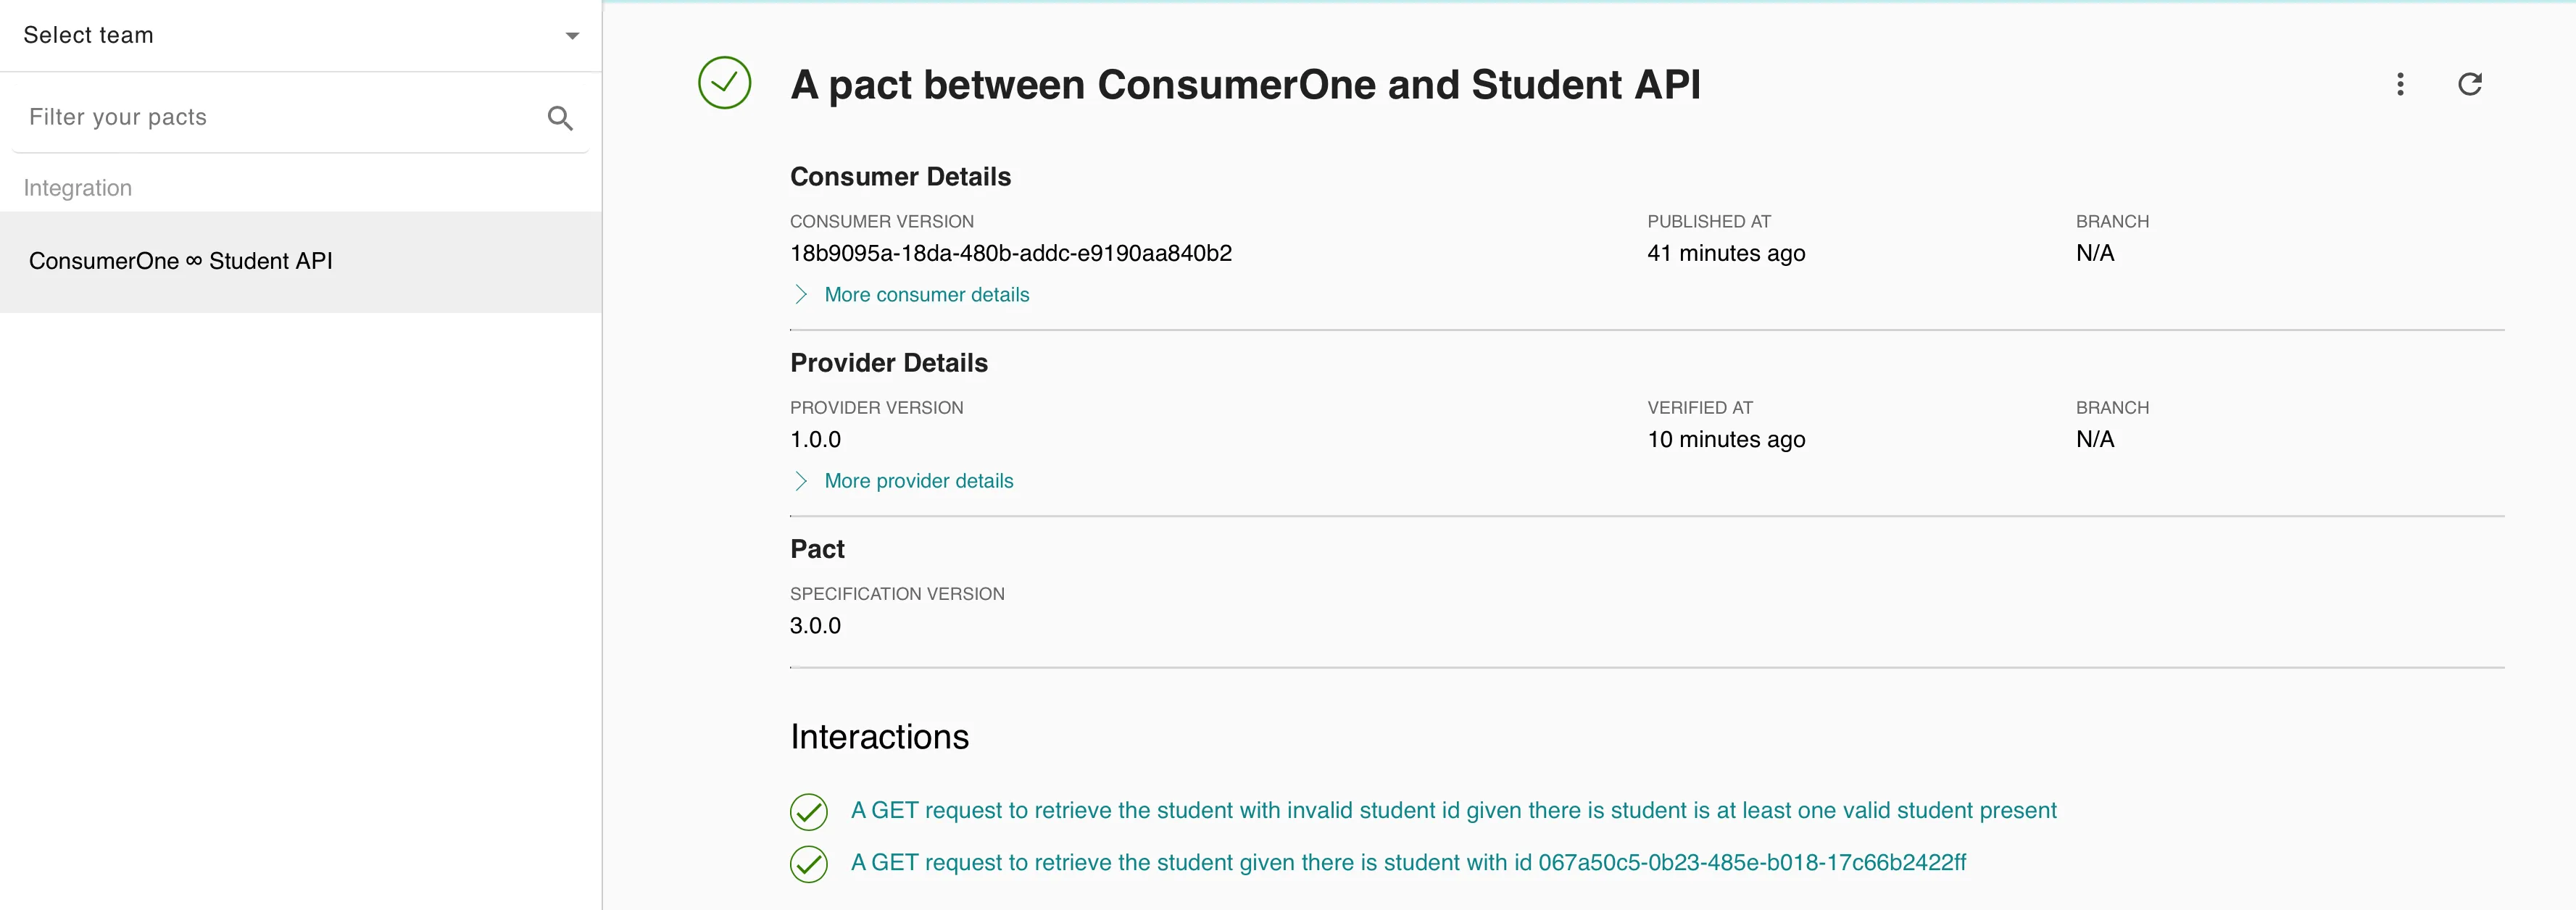 Select team
Filter your pacts
Integration
ConsumerOne ∞ Student API
A pact between ConsumerOne and Student API
Consumer Details
CONSUMER VERSION PUBLISHED AT BRANCH
18b9095a-18da-480b-addc-e9190aa840b2 41 minutes ago N/A
More consumer details
Provider Details
PROVIDER VERSION VERIFIED AT BRANCH
1.0.0 10 minutes ago N/A
More provider details
Pact
SPECIFICATION VERSION
3.0.0
Interactions
A GET request to retrieve the student with invalid student id given there is student is at least one valid student present
A GET request to retrieve the student given there is student with id 067a50c5-0b23-485e-b018-17c66b2422ff